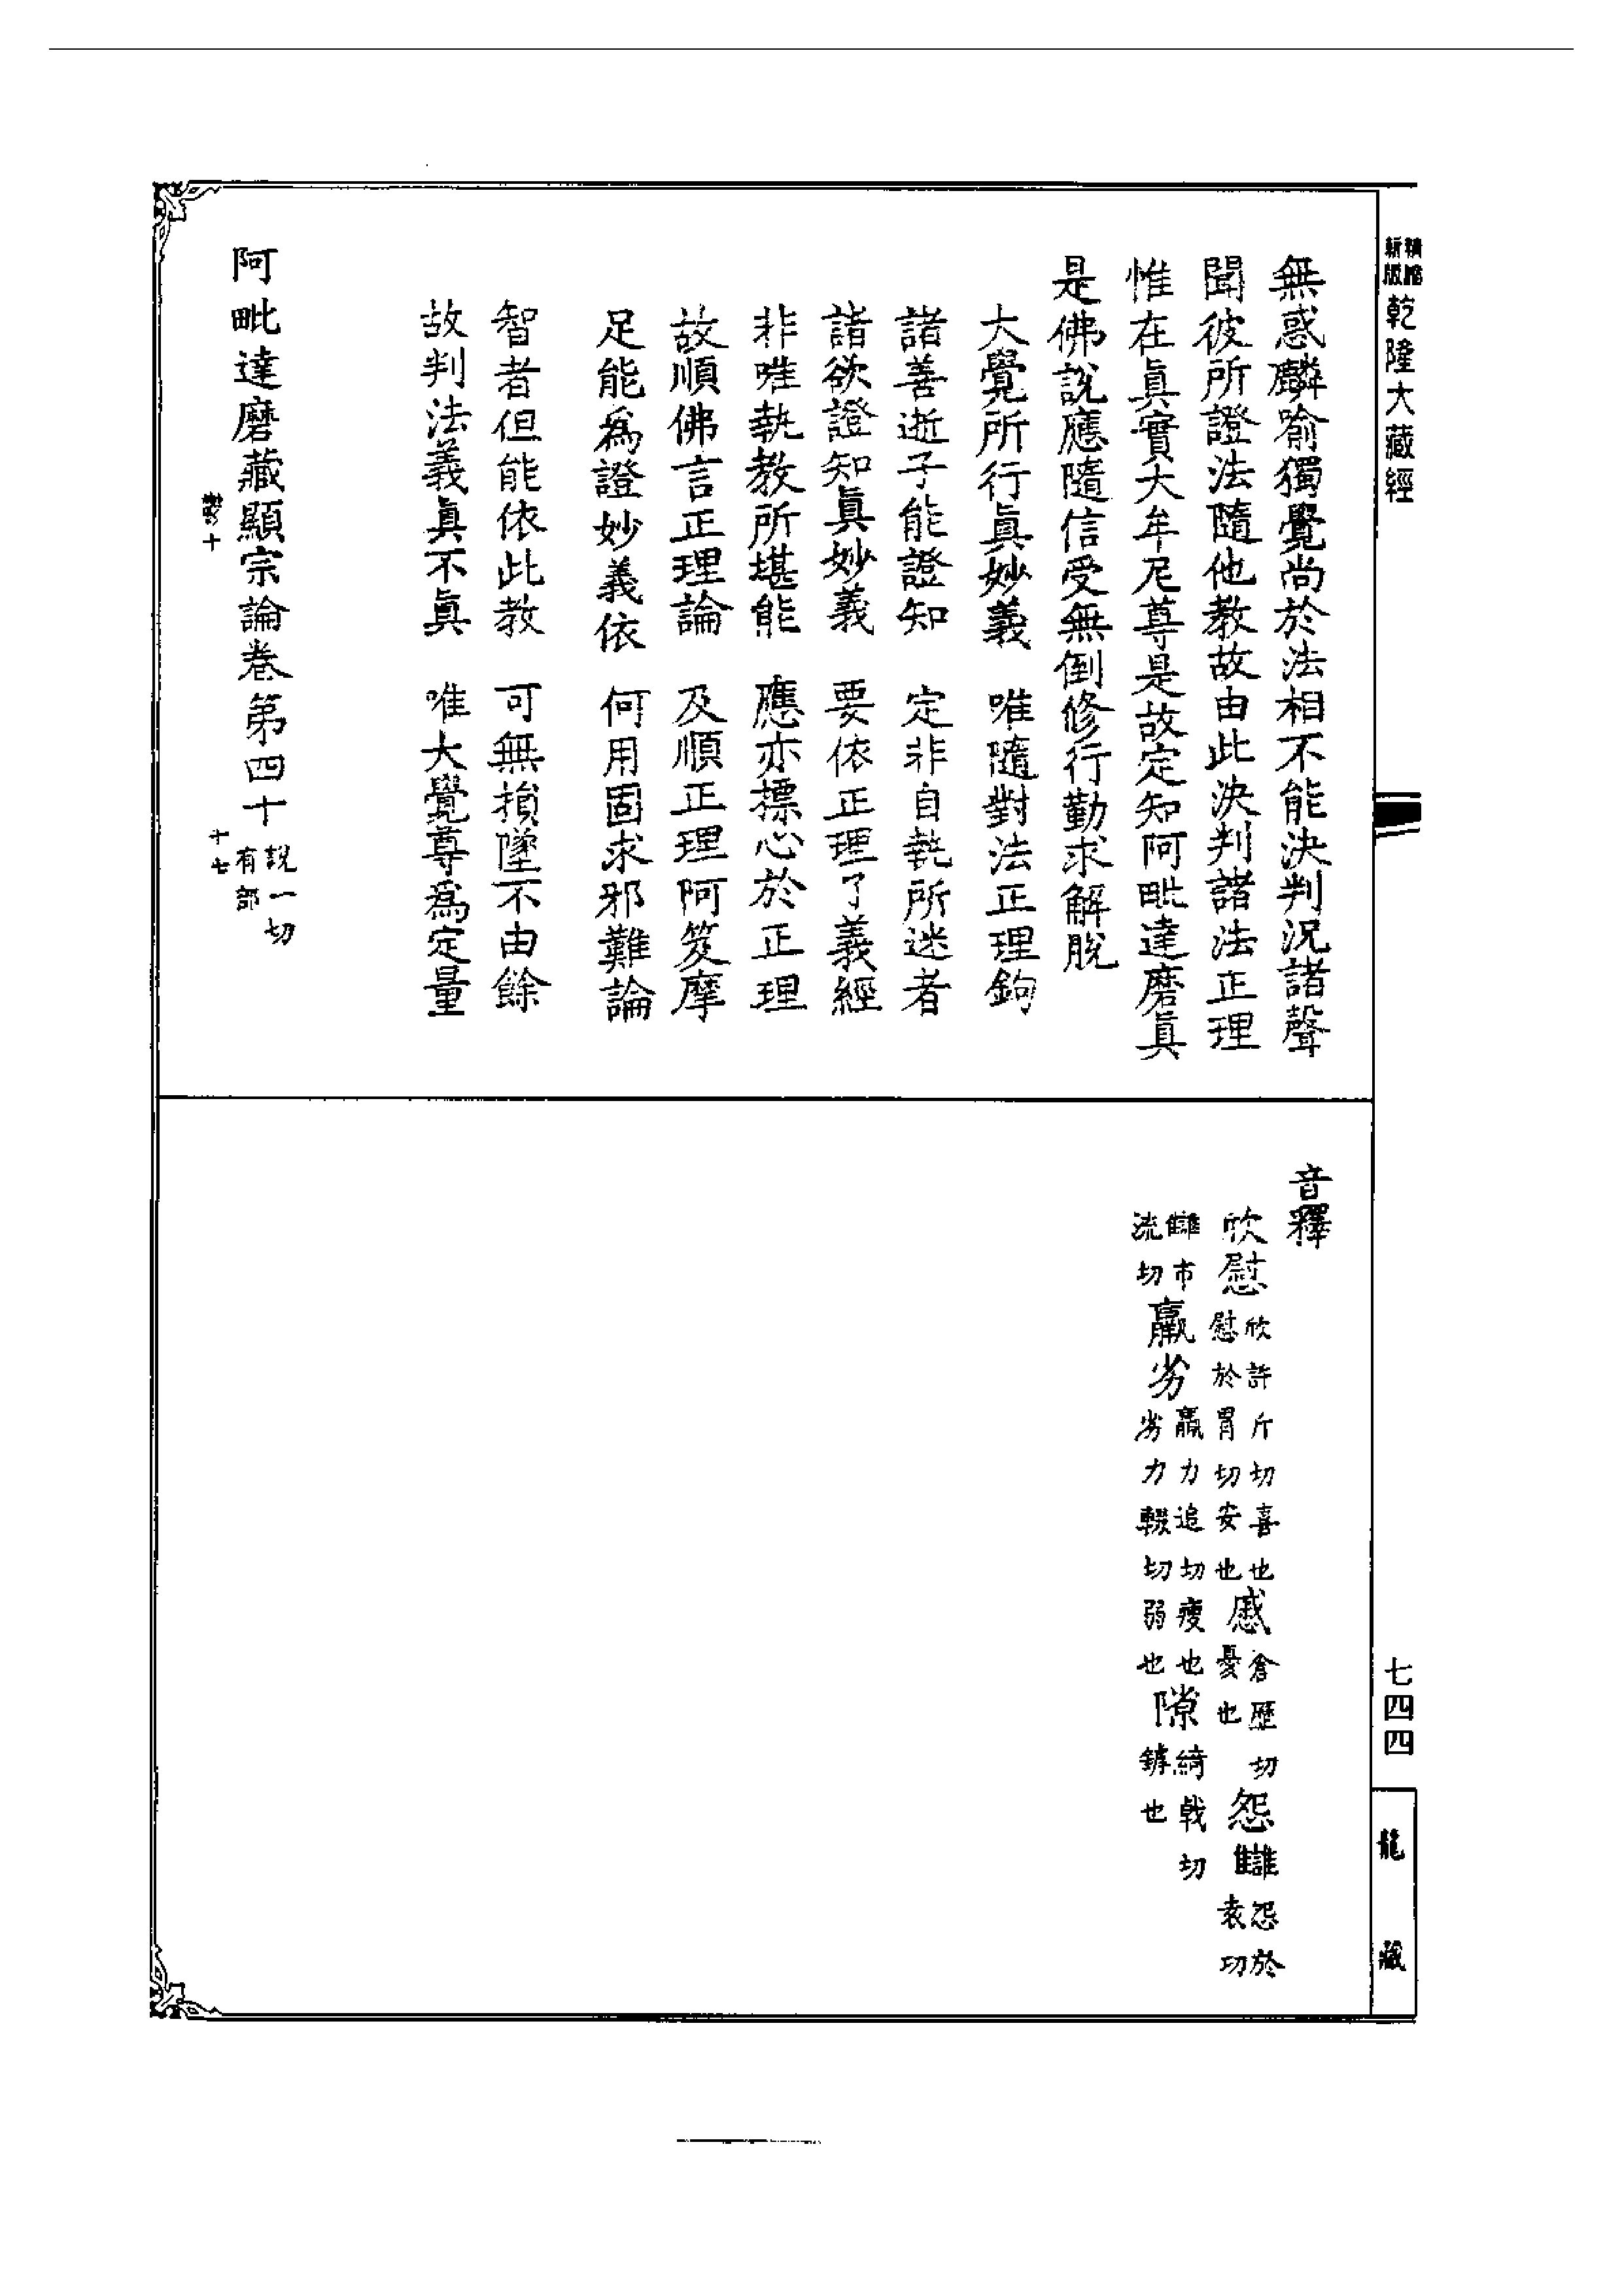 精縮新版乾隆大藏經
七四四
龍藏
無惑麟喻獨覺尚於法相不能決判況諸聲
聞彼所證法隨他教故由此決判諸法正理
惟在眞實大牟尼尊是故定知阿毗達磨眞
是佛說應隨信受無倒修行勤求解脫
大覺所行眞妙義　唯隨對法正理鉤
諸善逝子能證知　定非自執所迷者
諸欲證知眞妙義　要依正理了義經
非唯執教所堪能　應亦摽心於正理
故順佛言正理論　及順正理阿笈摩
足能爲證妙義依　何用固求邪難論
智者但能依此教　可無損墜不由餘
故判法義眞不眞　唯大覺尊爲定量
阿毗達磨藏顯宗論卷第四十 說一切有部
十七
音釋
欣慰 欣許斤切喜也慰於胃切安也 慼 倉歷切憂也 怨讎 怨於袁切
讎市流切 羸劣 羸力追切瘦也劣力輟切弱也 隙 綺戟切罅也